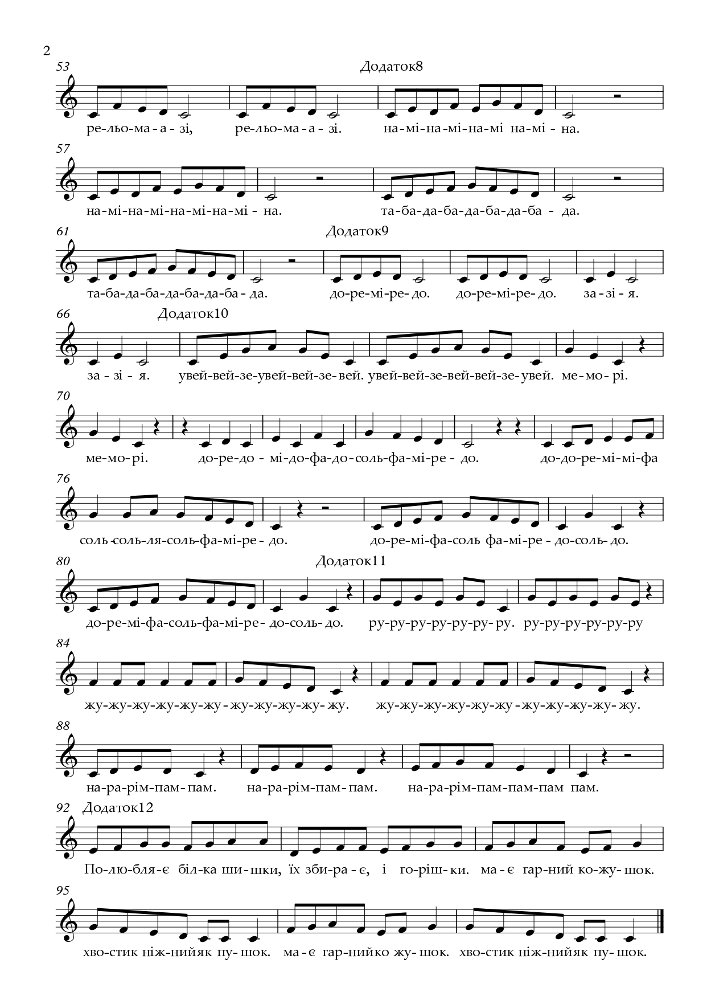 2
53 Додаток8
ре-льо-ма-а-зі, ре-льо-ма-а-зі. на-мі-на-мі-на-мі на-мі-на.
57
на-мі-на-мі-на-мі-на-мі-на. та-ба-да-ба-да-ба-да-ба-да.
61 Додаток9
та-ба-да-ба-да-ба-да-ба-да. до-ре-мі-ре-до. до-ре-мі-ре-до. за-зі-я.
66 Додаток10
за-зі-я. увей-вей-зе-увей-вей-зе-вей. увей-вей-зе-вей-вей-зе-увей. ме-мо-рі.
70
ме-мо-рі. до-ре-до-мі-до-фа-до-соль-фа-мі-ре-до. до-до-ре-мі-мі-фа
76
соль-соль-ля-соль-фа-мі-ре-до. до-ре-мі-фа-соль фа-мі-ре-до-соль-до.
80 Додаток11
до-ре-мі-фа-соль-фа-мі-ре-до-соль-до. ру-ру-ру-ру-ру-ру-ру. ру-ру-ру-ру-ру-ру
84
жу-жу-жу-жу-жу-жу-жу-жу-жу-жу-жу. жу-жу-жу-жу-жу-жу-жу-жу-жу-жу-жу.
88
на-ра-рім-пам-пам. на-ра-рім-пам-пам. на-ра-рім-пам-пам-пам пам.
92 Додаток12
По-лю-бля-є біл-ка ши-шки, їх зби-ра-є, і го-ріш-ки. ма-є гар-ний ко-жу-шок.
95
хво-стик ніж-ний як пу-шок. ма-є гар-ний ко жу-шок. хво-стик ніж-ний як пу-шок.